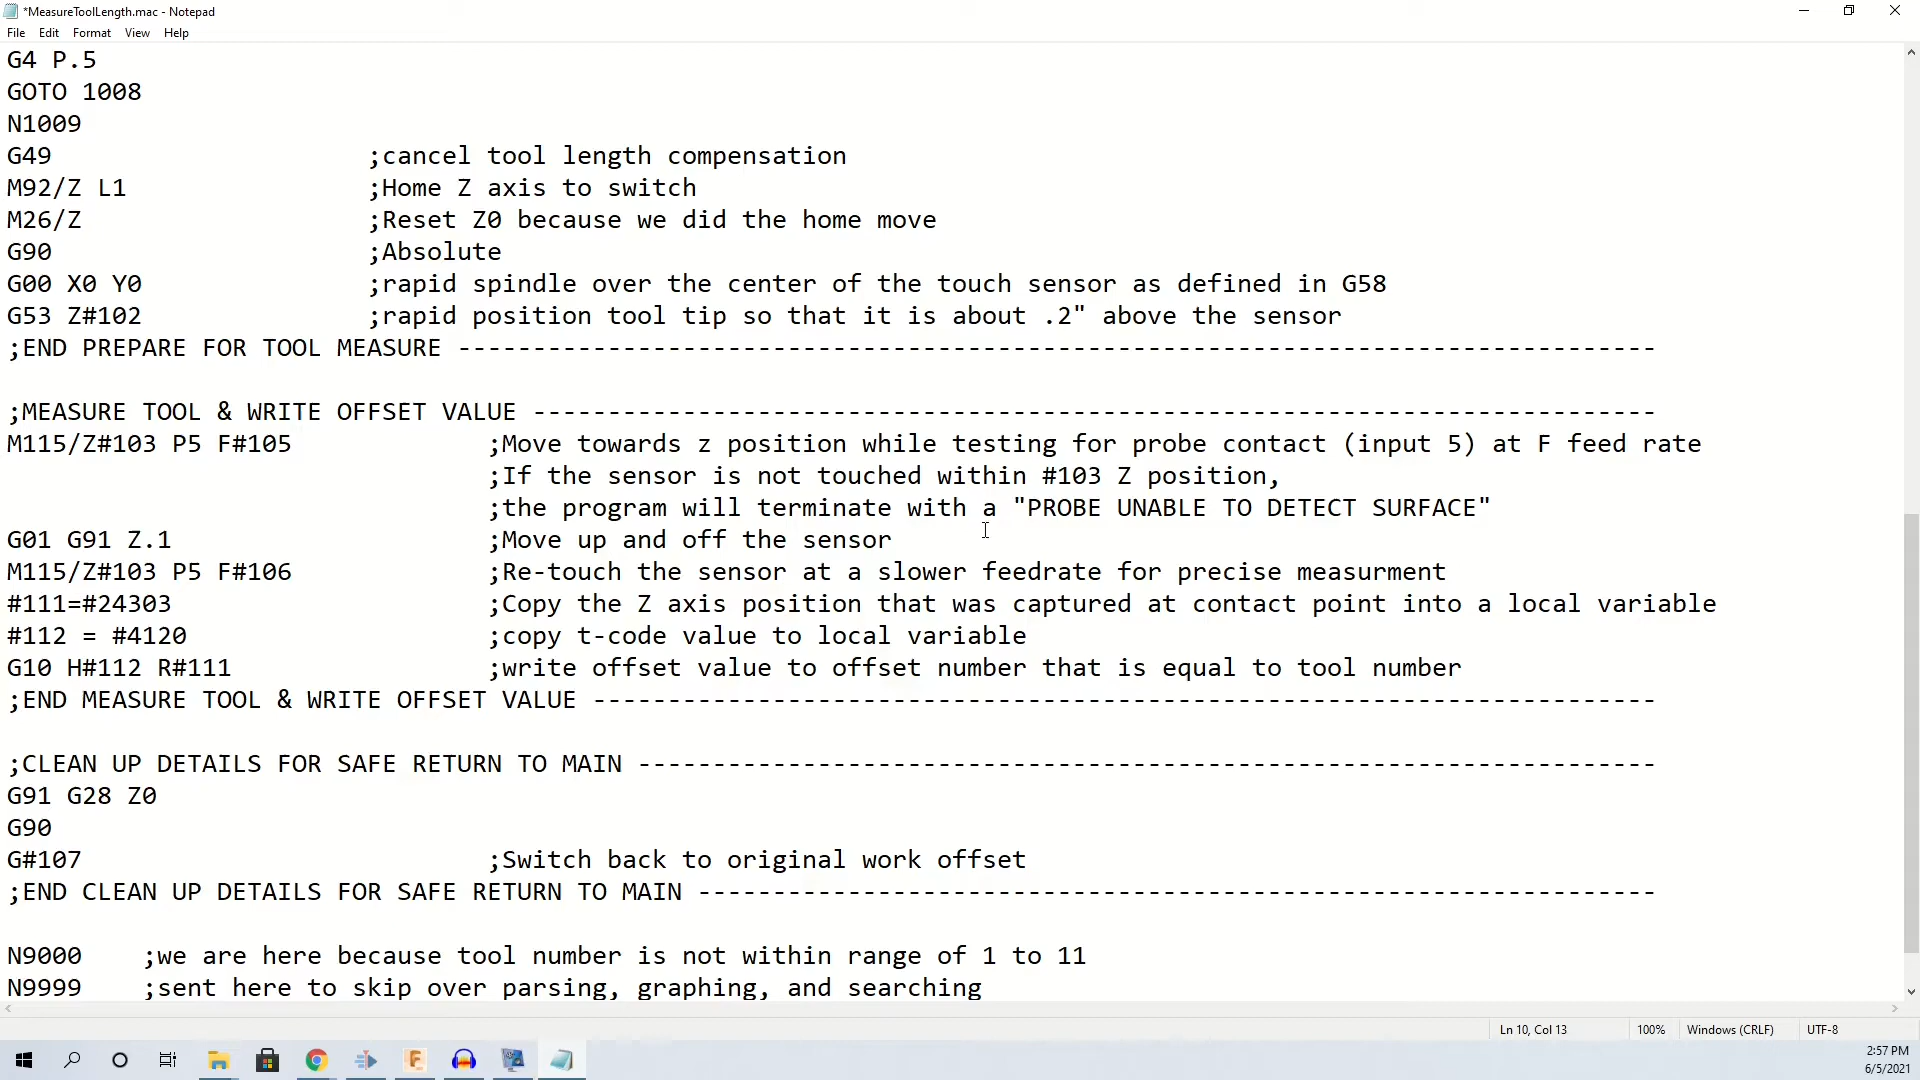 *MeasureToolLength.mac - Notepad
File Edit Format View Help
G4 P.5
GOTO 1008
N1009
G49 ;cancel tool length compensation
M92/Z L1 ;Home Z axis to switch
M26/Z ;Reset Z0 because we did the home move
G90 ;Absolute
G00 X0 Y0 ;rapid spindle over the center of the touch sensor as defined in G58
G53 Z#102 ;rapid position tool tip so that it is about .2" above the sensor
;END PREPARE FOR TOOL MEASURE --------------------------------------------------------------------------------
;MEASURE TOOL & WRITE OFFSET VALUE ---------------------------------------------------------------------------
M115/Z#103 P5 F#105 ;Move towards z position while testing for probe contact (input 5) at F feed rate
;If the sensor is not touched within #103 Z position,
;the program will terminate with a "PROBE UNABLE TO DETECT SURFACE"
G01 G91 Z.1 ;Move up and off the sensor
M115/Z#103 P5 F#106 ;Re-touch the sensor at a slower feedrate for precise measurment
#111=#24303 ;Copy the Z axis position that was captured at contact point into a local variable
#112 = #4120 ;copy t-code value to local variable
G10 H#112 R#111 ;write offset value to offset number that is equal to tool number
;END MEASURE TOOL & WRITE OFFSET VALUE -----------------------------------------------------------------------
;CLEAN UP DETAILS FOR SAFE RETURN TO MAIN --------------------------------------------------------------------
G91 G28 Z0
G90
G#107 ;Switch back to original work offset
;END CLEAN UP DETAILS FOR SAFE RETURN TO MAIN ----------------------------------------------------------------
N9000 ;we are here because tool number is not within range of 1 to 11
N9999 ;sent here to skip over parsing, graphing, and searching
Ln 10, Col 13 100% Windows (CRLF) UTF-8
2:57 PM
6/5/2021